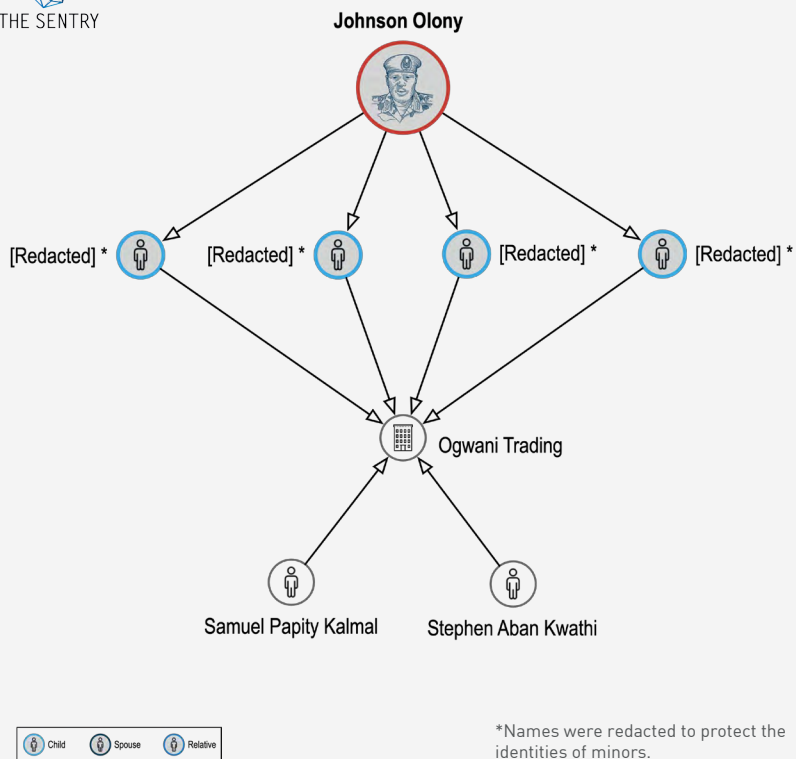 THE SENTRY
Johnson Olony
[Redacted] *
[Redacted] *
[Redacted] *
[Redacted] *
Ogwani Trading
Samuel Papity Kalmal
Stephen Aban Kwathi
Child
Spouse
Relative
*Names were redacted to protect the
identities of minors.